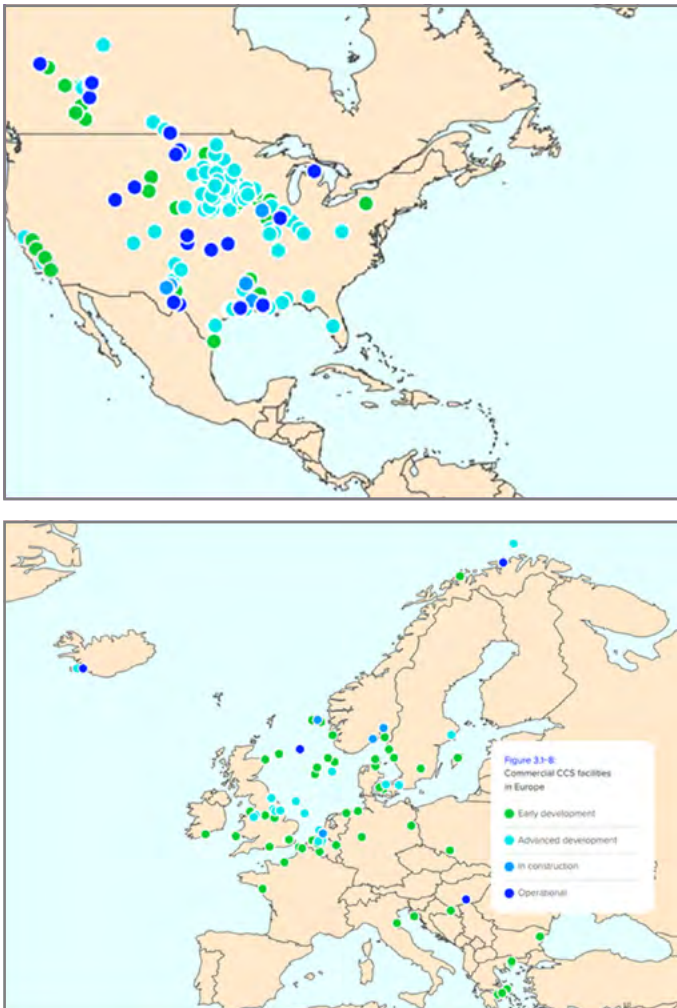 Figure 3.1-8:
Commercial CCS facilities
in Europe
Early development
Advanced development
In construction
Operational